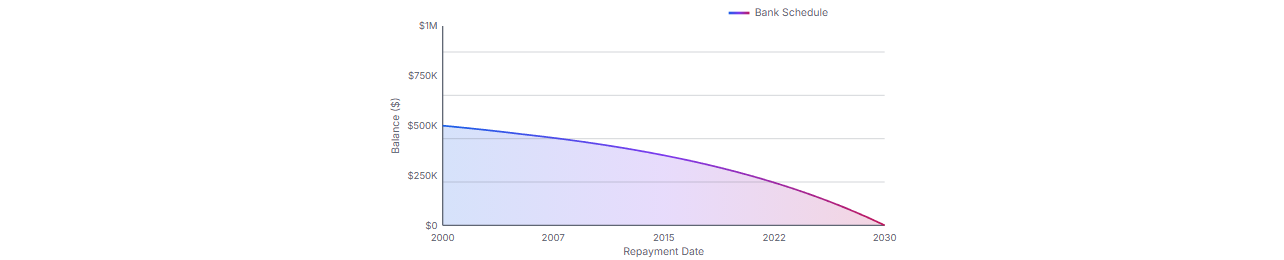 Bank Schedule
$1M
$750K
$500K
$250K
$0
Balance ($)
2000 2007 2015 2022 2030
Repayment Date